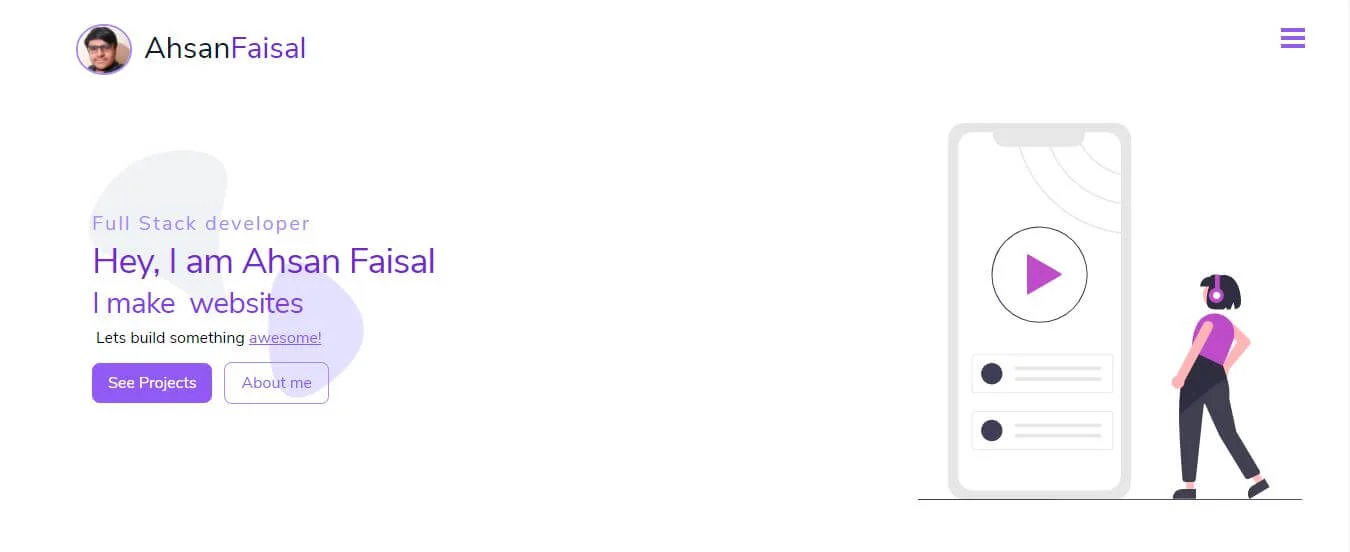 AhsanFaisal
Full Stack developer
Hey, I am Ahsan Faisal
I make  websites
Lets build something awesome!
See Projects
About me